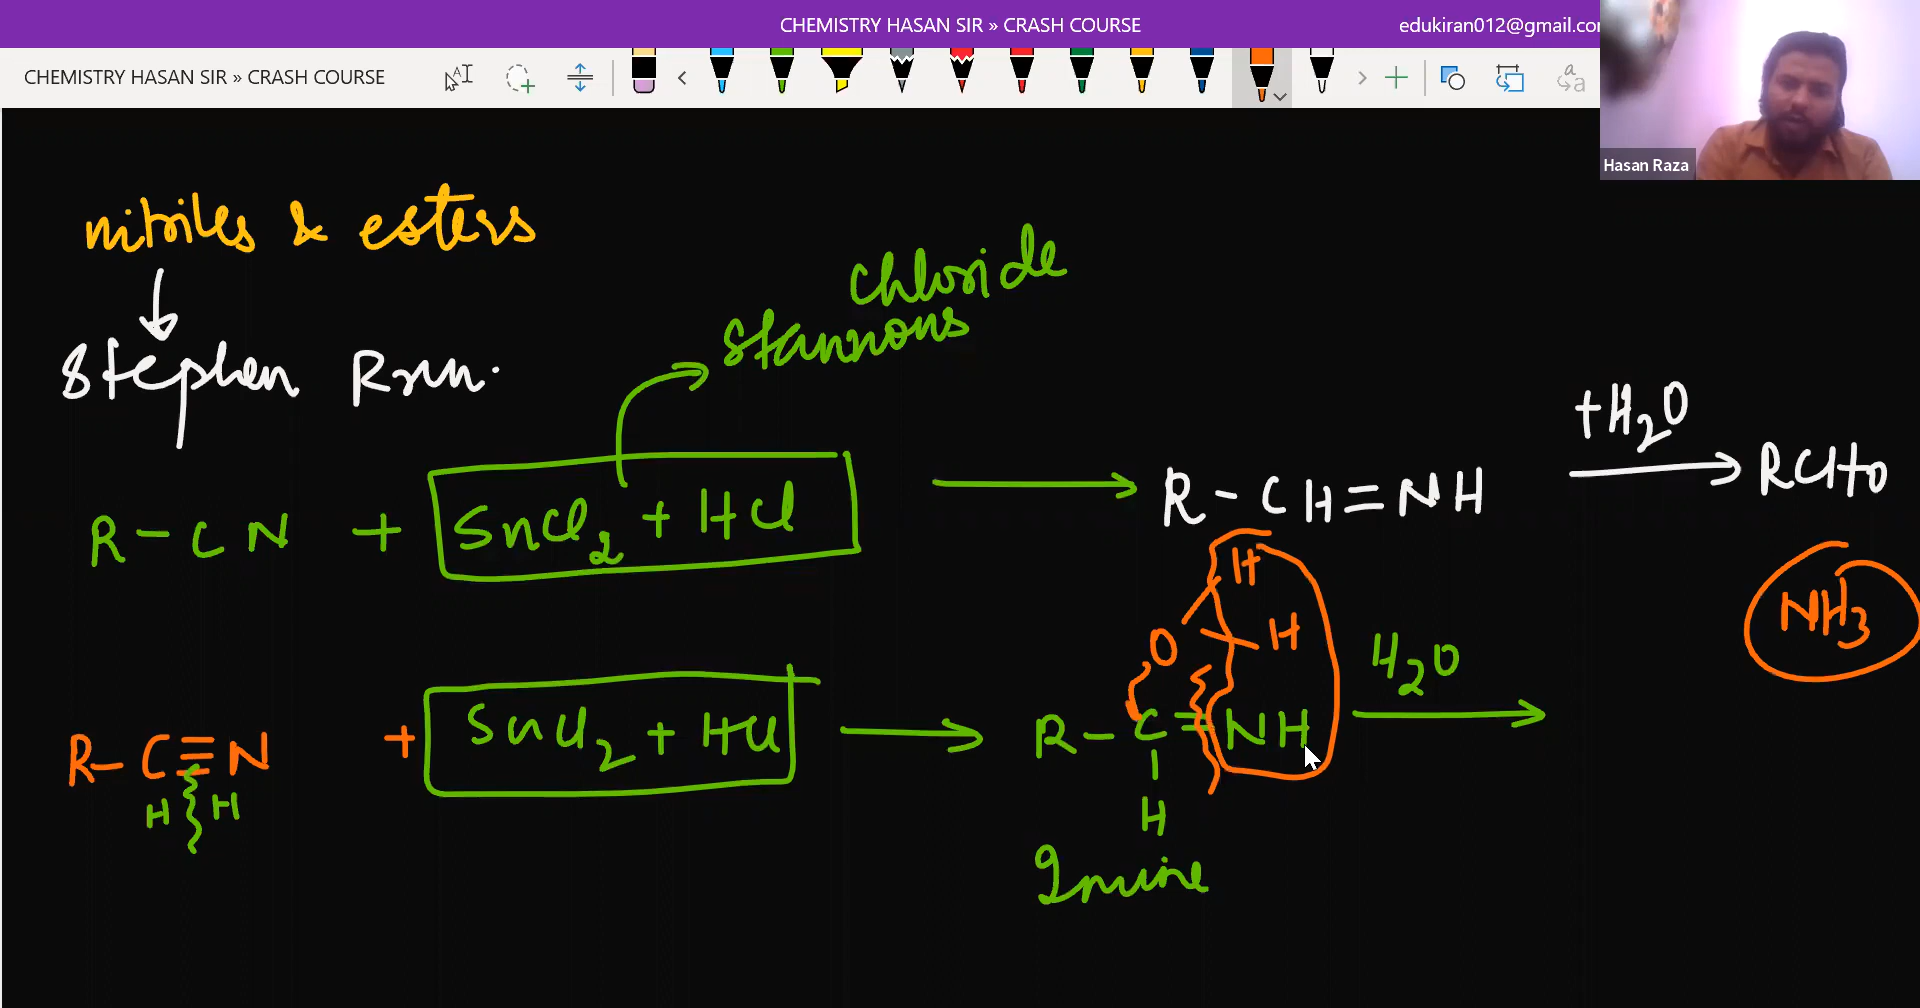 CHEMISTRY HASAN SIR » CRASH COURSE
edukiran012@gmail.co
CHEMISTRY HASAN SIR » CRASH COURSE
Hasan Raza
nitriles & esters
Chloride
Stannous
Stephen Rxn.
R-CN + SnCl2 + HCl → R-CH=NH +H2O → RCHO
NH3
H
O H
R-C≡N + SnCl2 + HCl → R-C=NH H2O →
H H
H
Imine